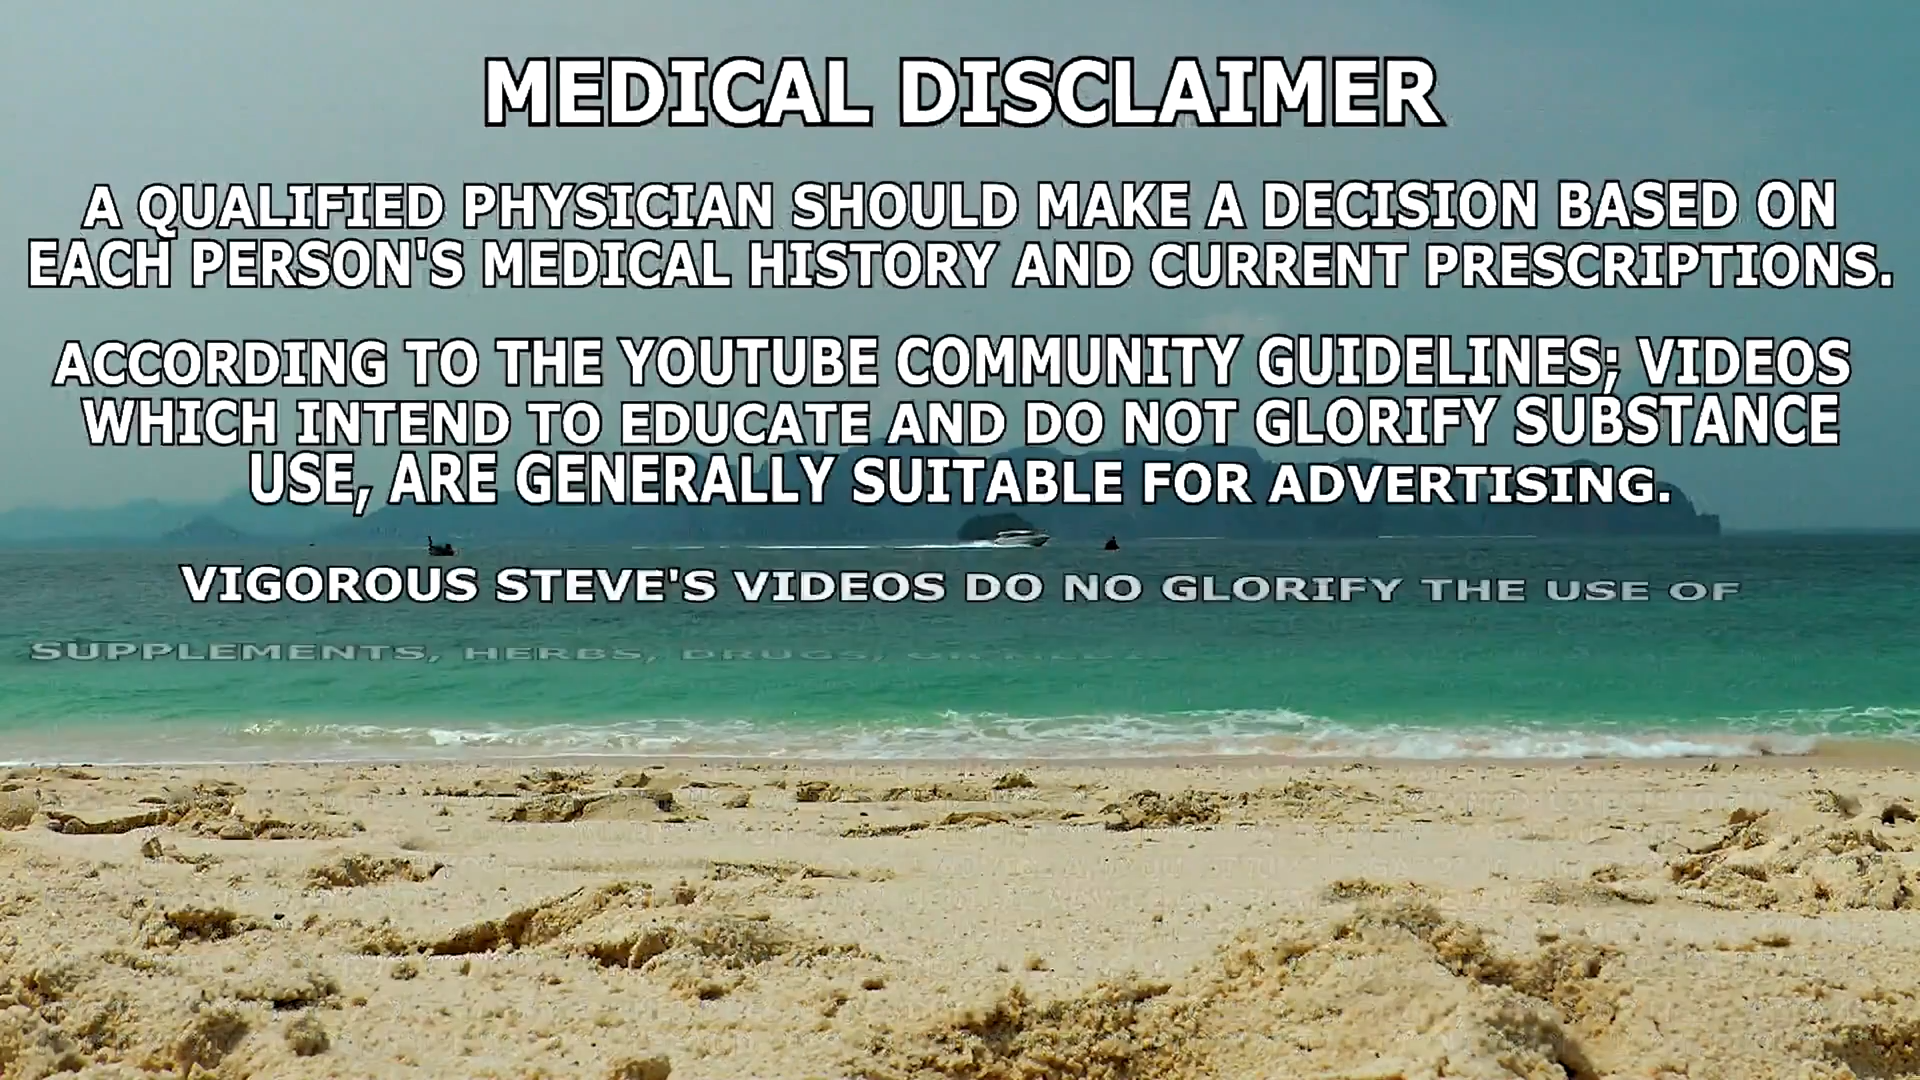 MEDICAL DISCLAIMER
A QUALIFIED PHYSICIAN SHOULD MAKE A DECISION BASED ON
EACH PERSON'S MEDICAL HISTORY AND CURRENT PRESCRIPTIONS.
ACCORDING TO THE YOUTUBE COMMUNITY GUIDELINES; VIDEOS
WHICH INTEND TO EDUCATE AND DO NOT GLORIFY SUBSTANCE
USE, ARE GENERALLY SUITABLE FOR ADVERTISING.
VIGOROUS STEVE'S VIDEOS DO NO GLORIFY THE USE OF
SUPPLEMENTS, HERBS, DRUGS,